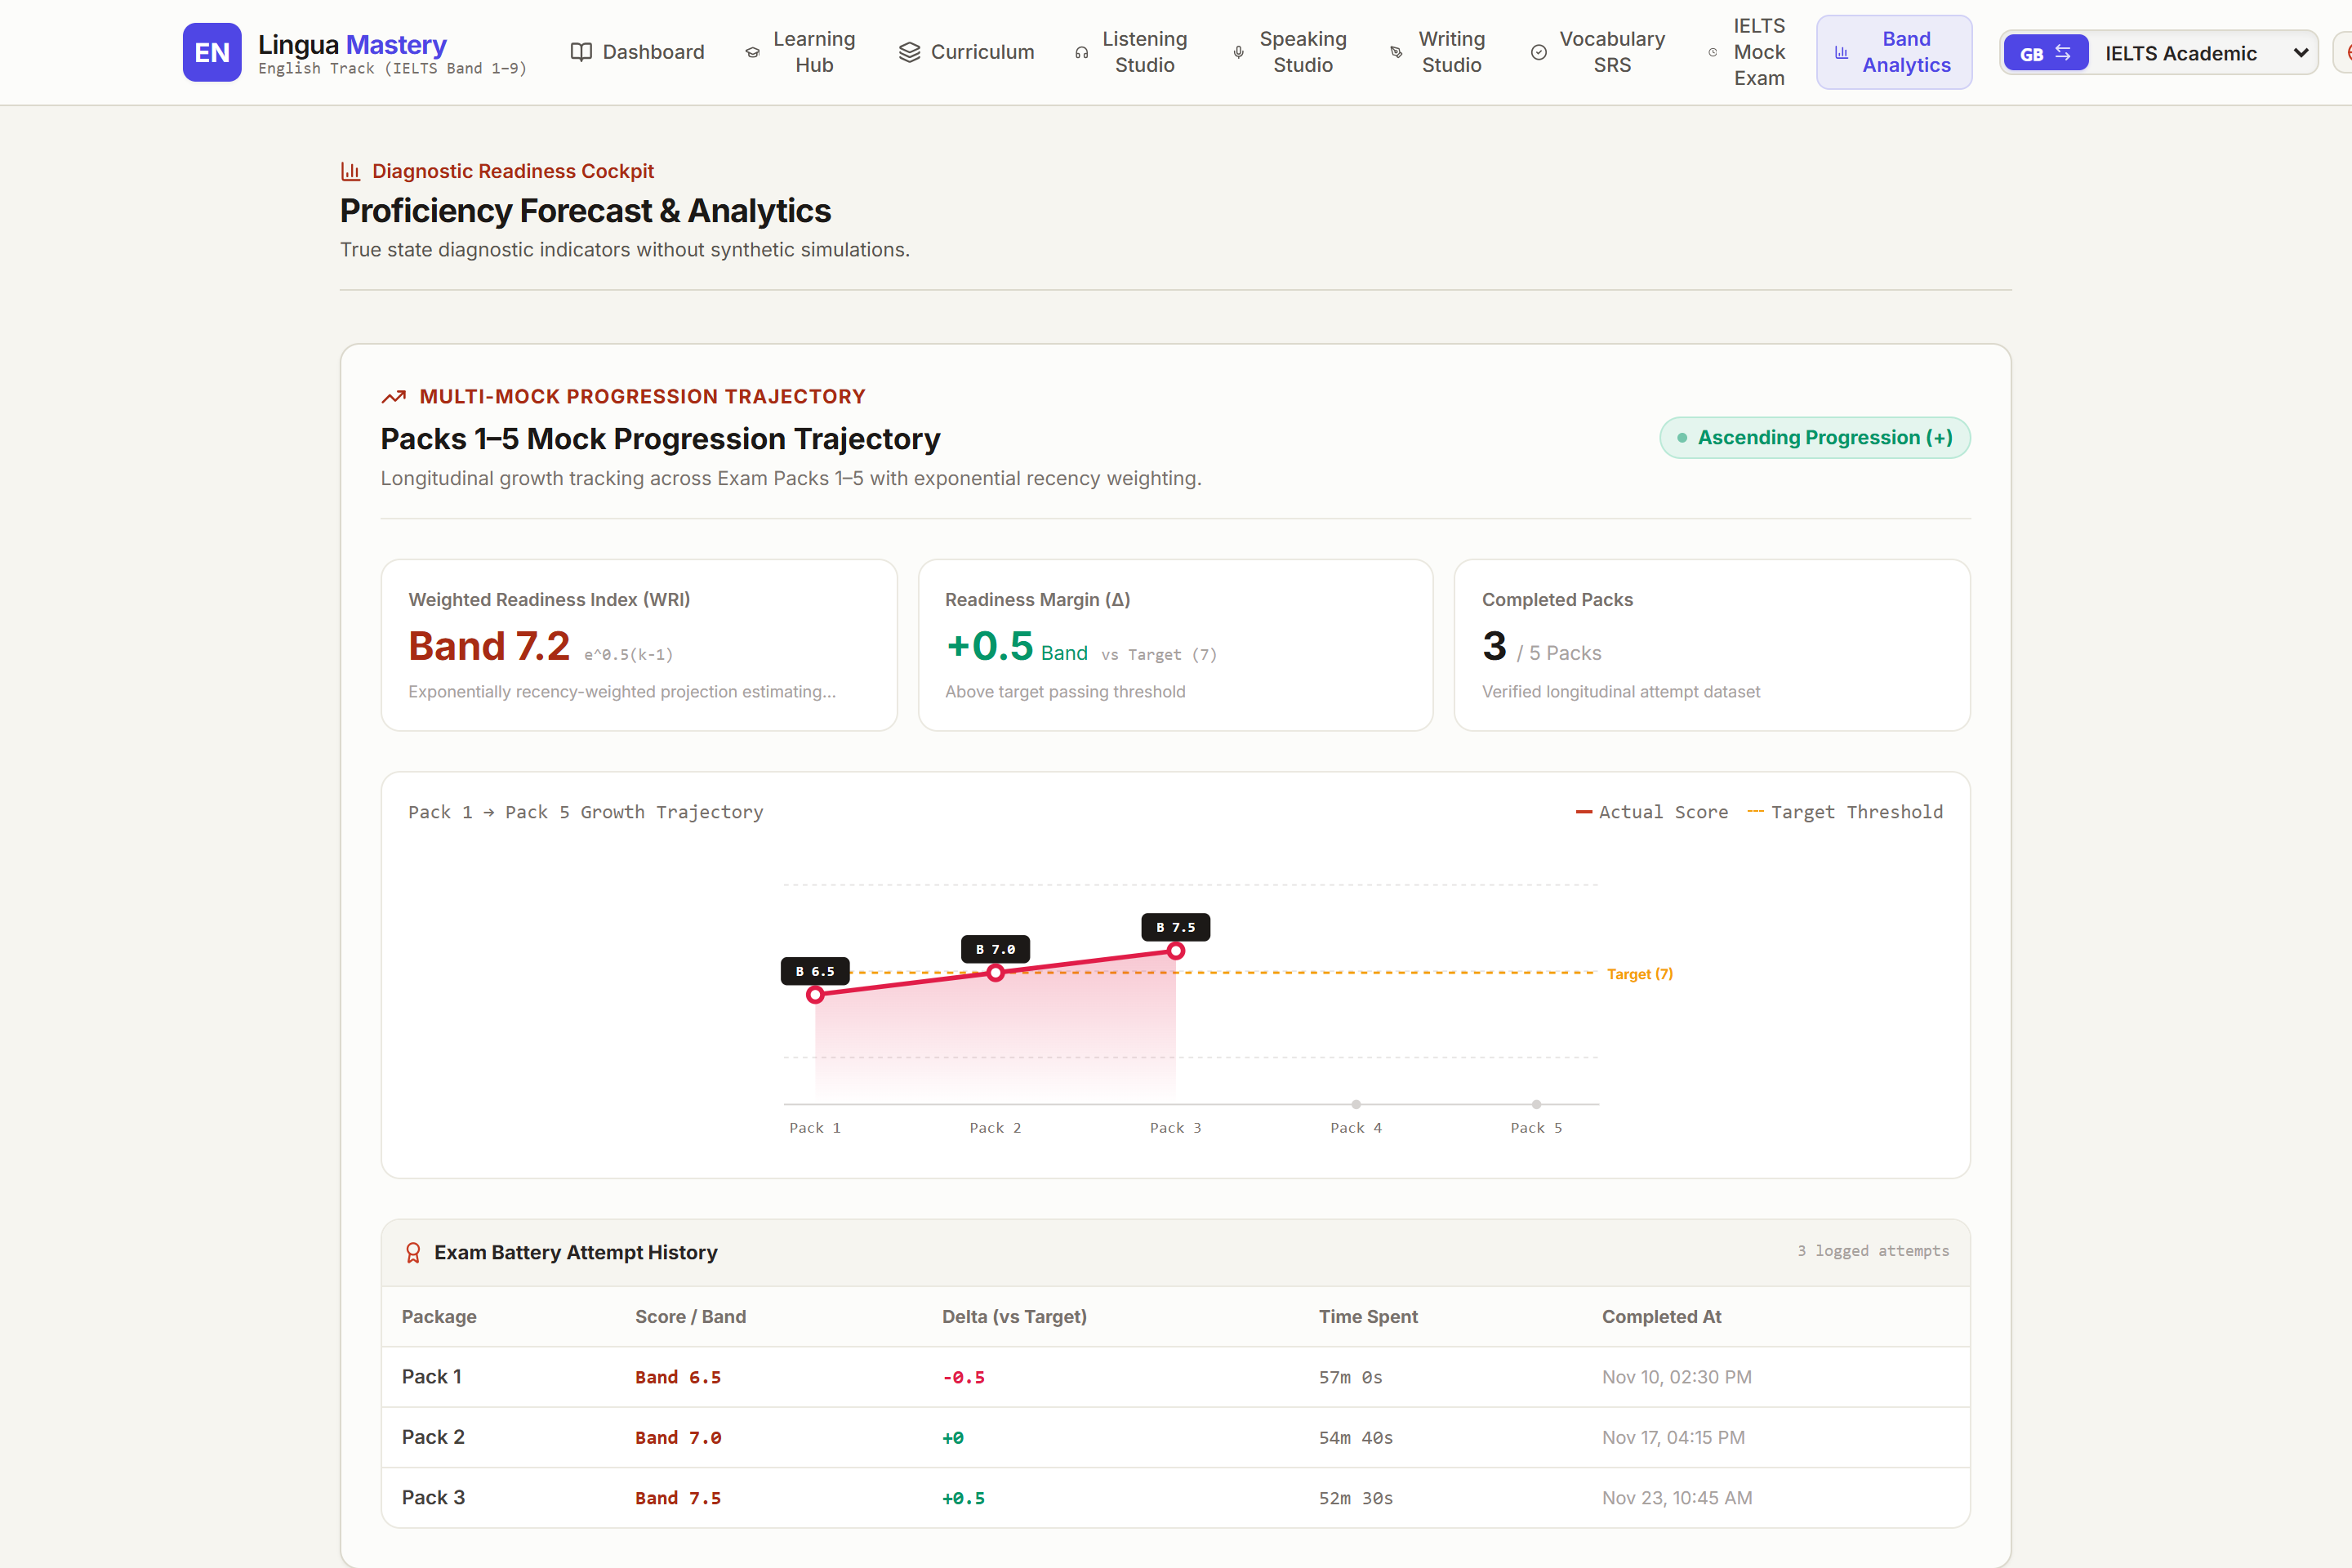 EN
Lingua Mastery
English Track (IELTS Band 1–9)
Dashboard
Learning
Hub
Curriculum
Listening
Studio
Speaking
Studio
Writing
Studio
Vocabulary
SRS
IELTS
Mock
Exam
Band
Analytics
GB
IELTS Academic
Diagnostic Readiness Cockpit
Proficiency Forecast & Analytics
True state diagnostic indicators without synthetic simulations.
MULTI-MOCK PROGRESSION TRAJECTORY
Packs 1–5 Mock Progression Trajectory
Longitudinal growth tracking across Exam Packs 1–5 with exponential recency weighting.
Ascending Progression (+)
Weighted Readiness Index (WRI)
Band 7.2 e^0.5(k-1)
Exponentially recency-weighted projection estimating...
Readiness Margin (Δ)
+0.5 Band vs Target (7)
Above target passing threshold
Completed Packs
3 / 5 Packs
Verified longitudinal attempt dataset
Pack 1 → Pack 5 Growth Trajectory
Actual Score
Target Threshold
B 6.5
B 7.0
B 7.5
Target (7)
Pack 1
Pack 2
Pack 3
Pack 4
Pack 5
Exam Battery Attempt History
3 logged attempts
Package Score / Band Delta (vs Target) Time Spent Completed At
Pack 1 Band 6.5 -0.5 57m 0s Nov 10, 02:30 PM
Pack 2 Band 7.0 +0 54m 40s Nov 17, 04:15 PM
Pack 3 Band 7.5 +0.5 52m 30s Nov 23, 10:45 AM